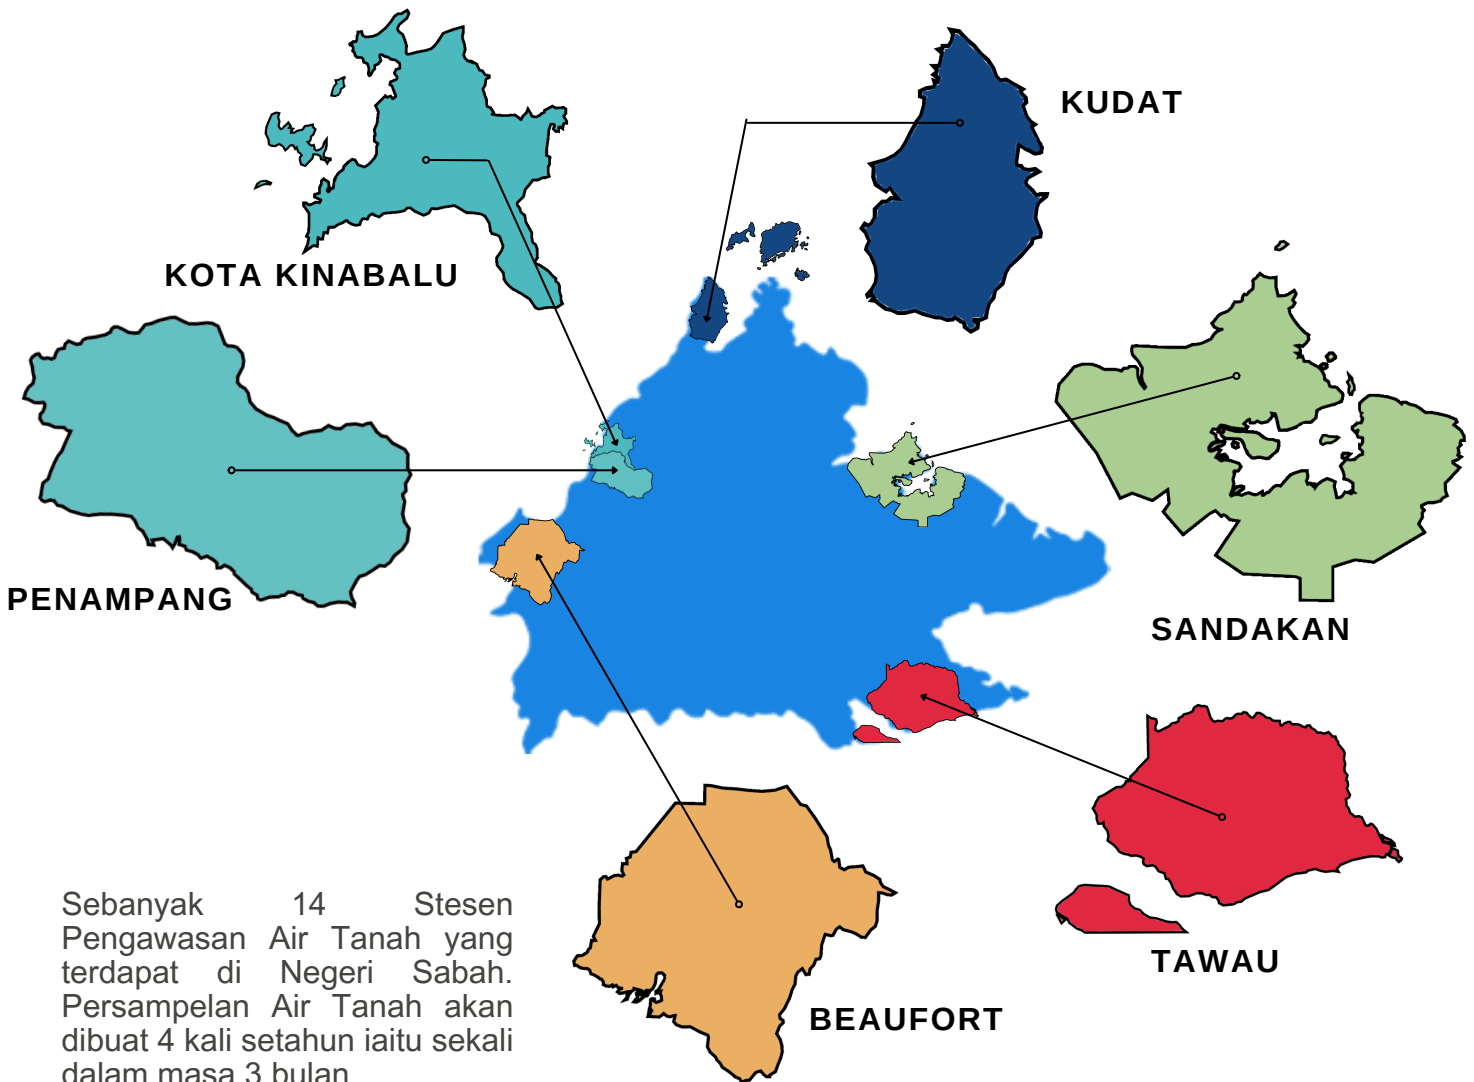 KUDAT
KOTA KINABALU
PENAMPANG
SANDAKAN
TAWAU
BEAUFORT
Sebanyak 14 Stesen
Pengawasan Air Tanah yang
terdapat di Negeri Sabah.
Persampelan Air Tanah akan
dibuat 4 kali setahun iaitu sekali
dalam masa 3 bulan